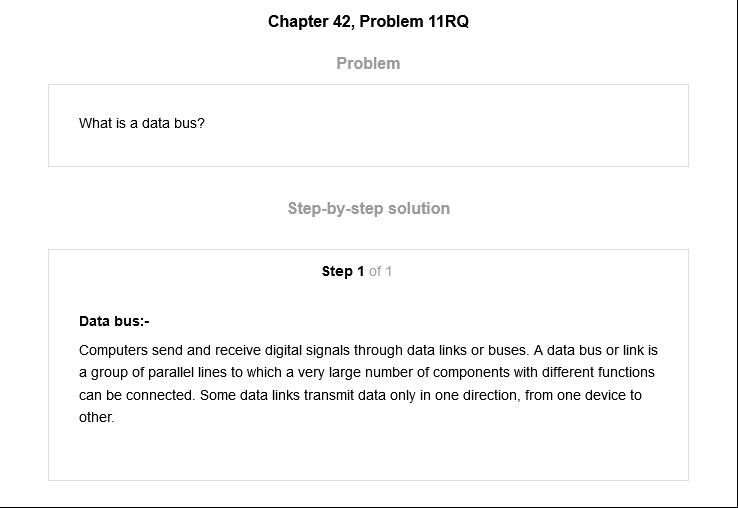 Chapter 42, Problem 11RQ
Problem
What is a data bus?
Step-by-step solution
Step 1 of 1
Data bus:-
Computers send and receive digital signals through data links or buses. A data bus or link is
a group of parallel lines to which a very large number of components with different functions
can be connected. Some data links transmit data only in one direction, from one device to
other.